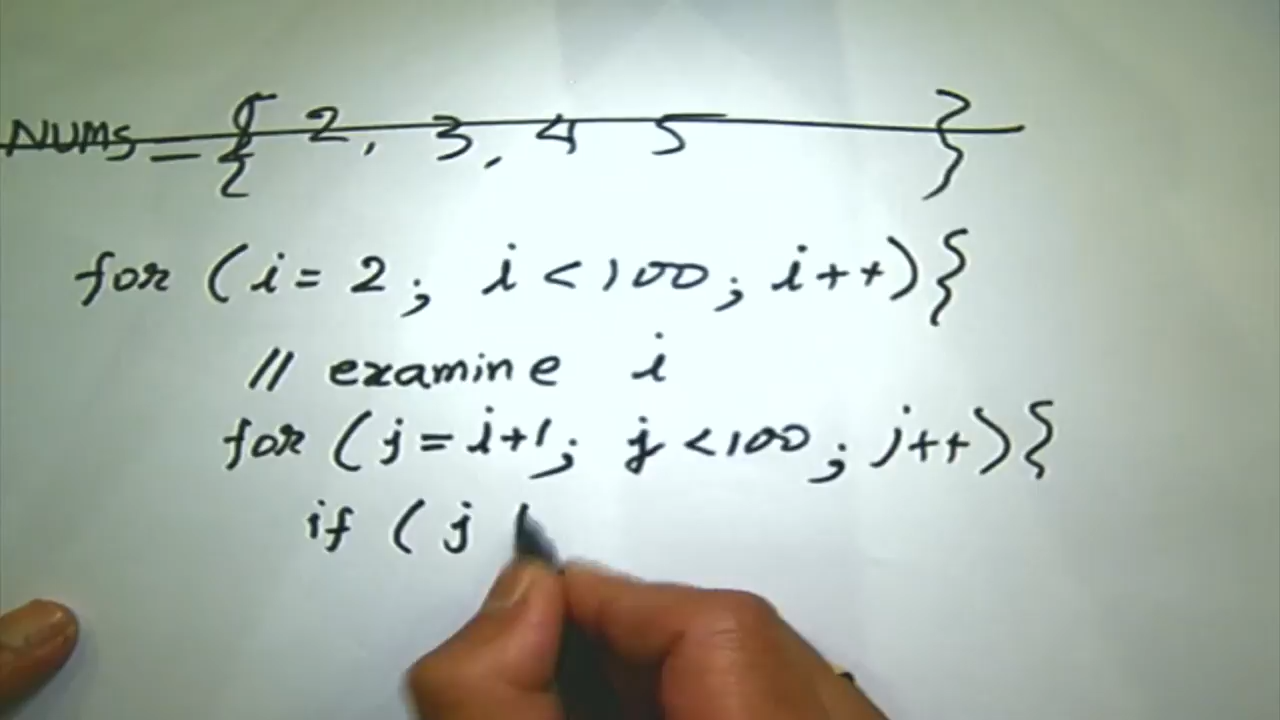 NUMS = { 2, 3, 4 5 }
for (i = 2; i < 100; i++){
// examine i
for (j = i+1; j < 100; j++){
if ( j